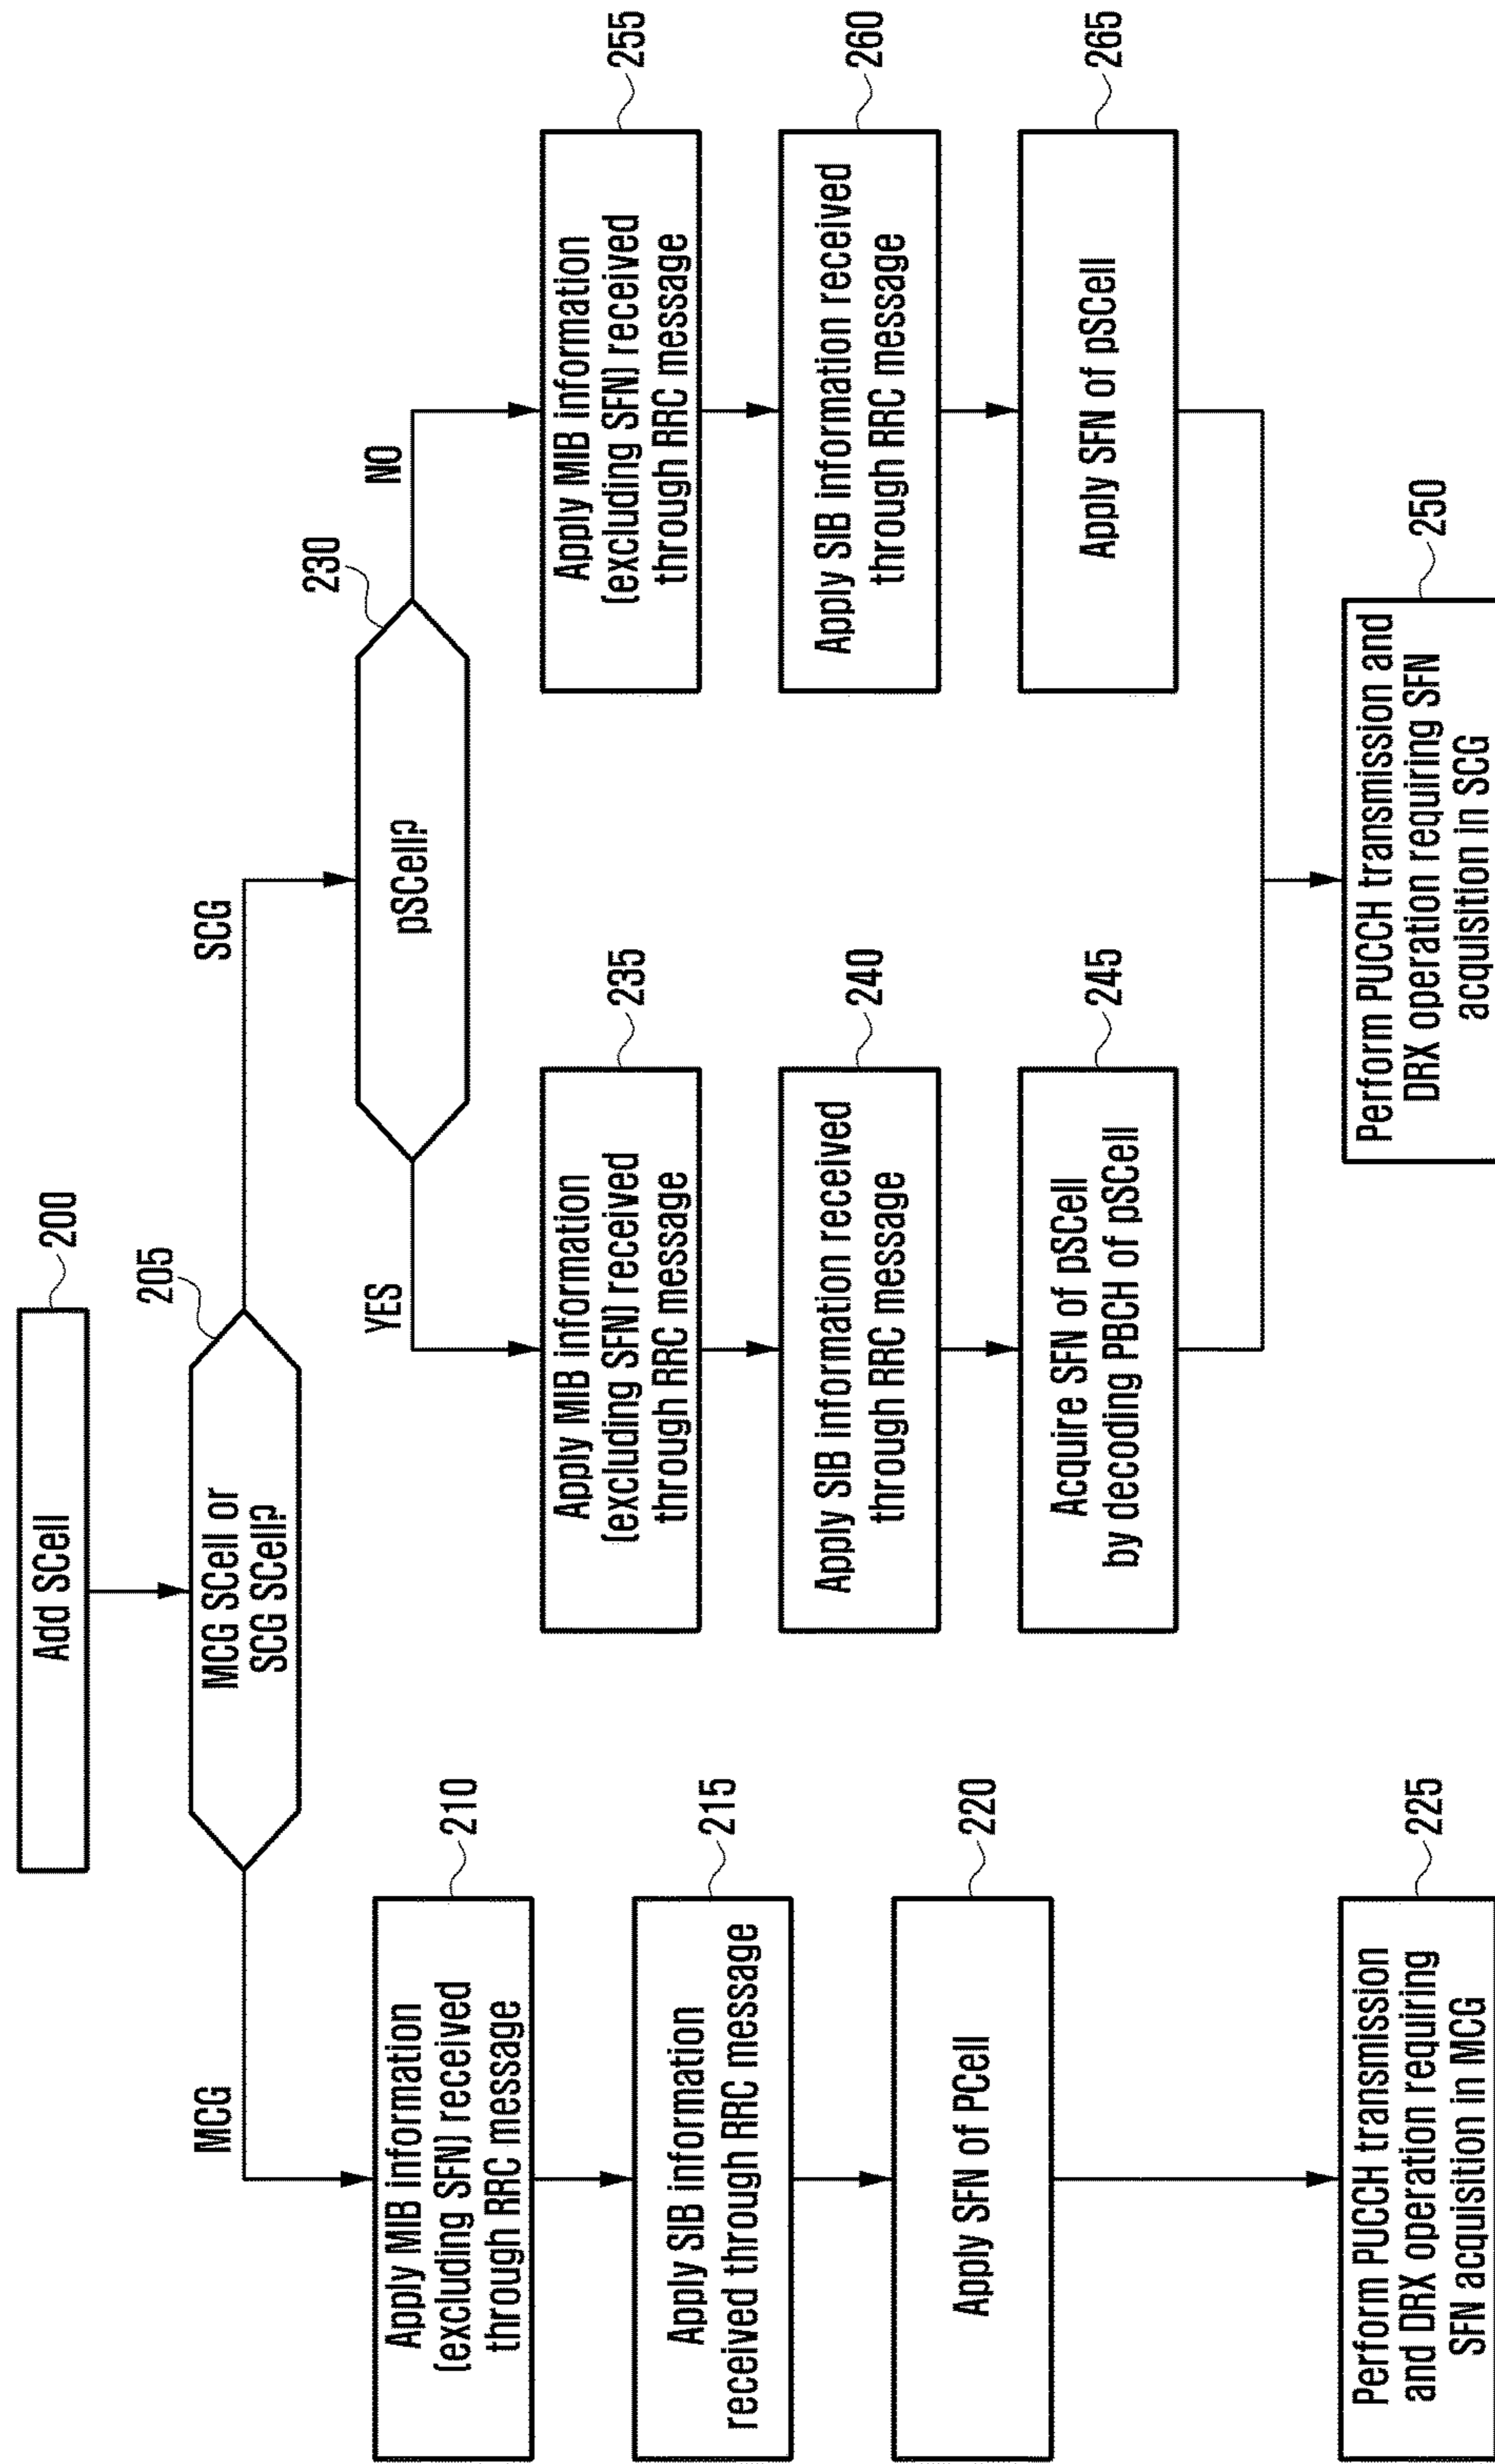 Add SCell
200
MCG SCell or
SCG SCell?
205
MCG
SCG
Apply MIB information
(excluding SFN) received
through RRC message
210
Apply SIB information
received through RRC message
215
Apply SFN of PCell
220
Perform PUCCH transmission
and DRX operation requiring
SFN acquisition in MCG
225
pSCell?
230
YES
NO
Apply MIB information
(excluding SFN) received
through RRC message
235
Apply SIB information received
through RRC message
240
Acquire SFN of pSCell
by decoding PBCH of pSCell
245
Apply MIB information
(excluding SFN) received
through RRC message
255
Apply SIB information received
through RRC message
260
Apply SFN of pSCell
265
Perform PUCCH transmission and
DRX operation requiring SFN
acquisition in SCG
250